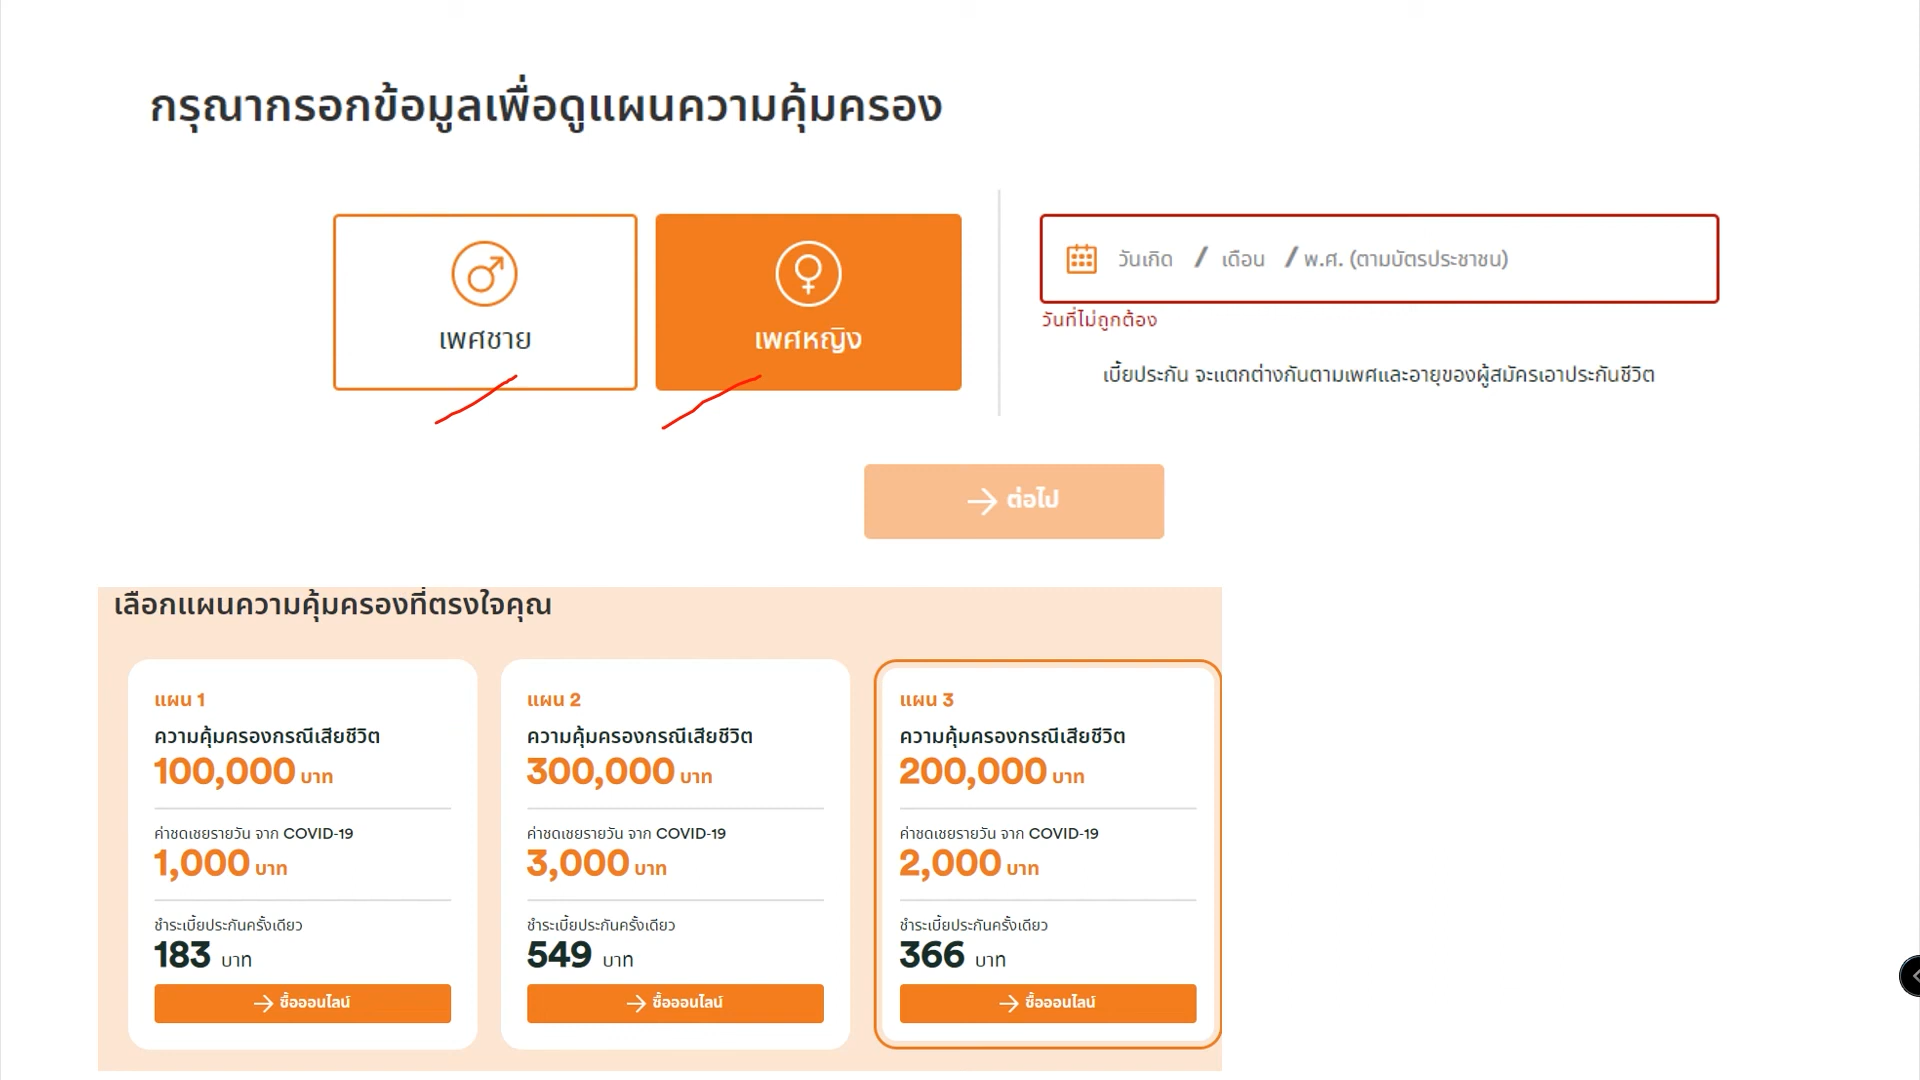 กรุณากรอกข้อมูลเพื่อดูแผนความคุ้มครอง
เพศชาย
เพศหญิง
วันเกิด / เดือน / พ.ศ. (ตามบัตรประชาชน)
วันที่ไม่ถูกต้อง
เบี้ยประกัน จะแตกต่างกันตามเพศและอายุของผู้สมัครเอาประกันชีวิต
ต่อไป
เลือกแผนความคุ้มครองที่ตรงใจคุณ
แผน 1
ความคุ้มครองกรณีเสียชีวิต
100,000 บาท
ค่าชดเชยรายวัน จาก COVID-19
1,000 บาท
ชำระเบี้ยประกันครั้งเดียว
183 บาท
ซื้อออนไลน์
แผน 2
ความคุ้มครองกรณีเสียชีวิต
300,000 บาท
ค่าชดเชยรายวัน จาก COVID-19
3,000 บาท
ชำระเบี้ยประกันครั้งเดียว
549 บาท
ซื้อออนไลน์
แผน 3
ความคุ้มครองกรณีเสียชีวิต
200,000 บาท
ค่าชดเชยรายวัน จาก COVID-19
2,000 บาท
ชำระเบี้ยประกันครั้งเดียว
366 บาท
ซื้อออนไลน์